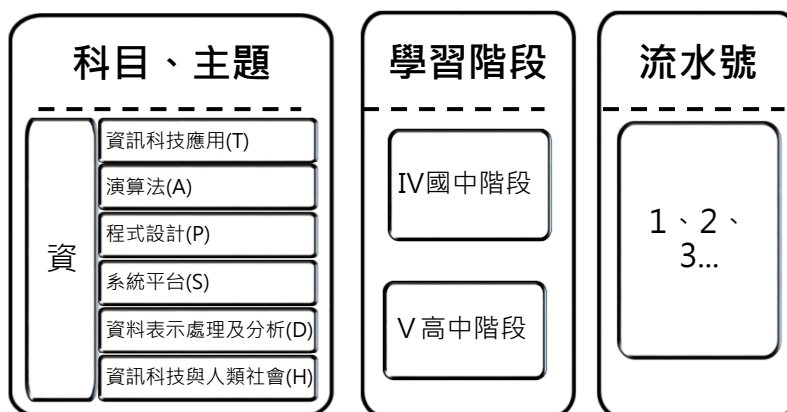 科目、主題
資
資訊科技應用(T)
演算法(A)
程式設計(P)
系統平台(S)
資料表示處理及分析(D)
資訊科技與人類社會(H)
學習階段
IV國中階段
V高中階段
流水號
1、2、
3...